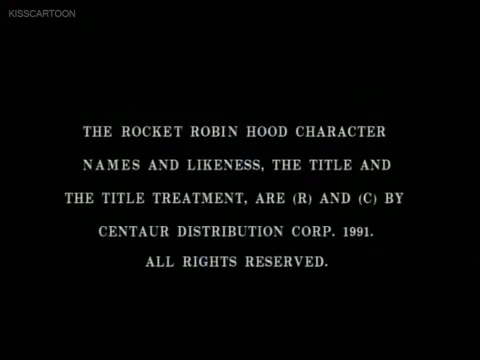 KISSCARTOON
THE ROCKET ROBIN HOOD CHARACTER
NAMES AND LIKENESS, THE TITLE AND
THE TITLE TREATMENT, ARE (R) AND (C) BY
CENTAUR DISTRIBUTION CORP. 1991.
ALL RIGHTS RESERVED.